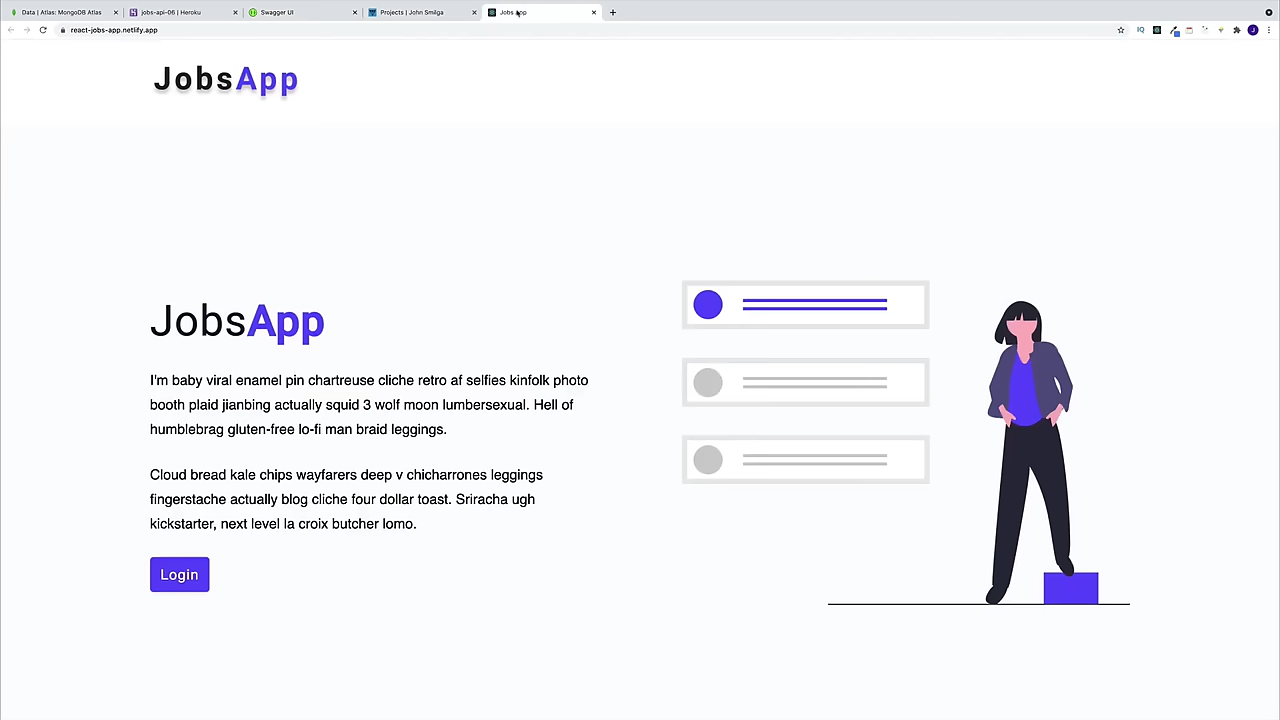 Data | Atlas: MongoDB Atlas
jobs-api-06 | Heroku
Swagger UI
Projects | John Smilga
Jobs App
react-jobs-app.netlify.app
IQ
J
JobsApp
JobsApp
I'm baby viral enamel pin chartreuse cliche retro af selfies kinfolk photo
booth plaid jianbing actually squid 3 wolf moon lumbersexual. Hell of
humblebrag gluten-free lo-fi man braid leggings.
Cloud bread kale chips wayfarers deep v chicharrones leggings
fingerstache actually blog cliche four dollar toast. Sriracha ugh
kickstarter, next level la croix butcher lomo.
Login